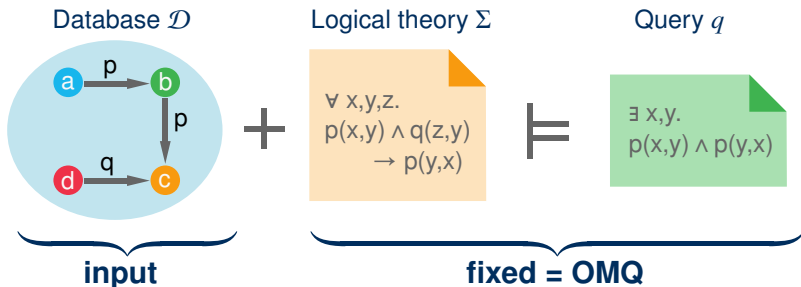 Database 𝒟
Logical theory Σ
Query q
a
p
b
p
d
q
c
+
∀ x,y,z.
p(x,y) ∧ q(z,y)
→ p(y,x)
⊨
∃ x,y.
p(x,y) ∧ p(y,x)
input
fixed = OMQ